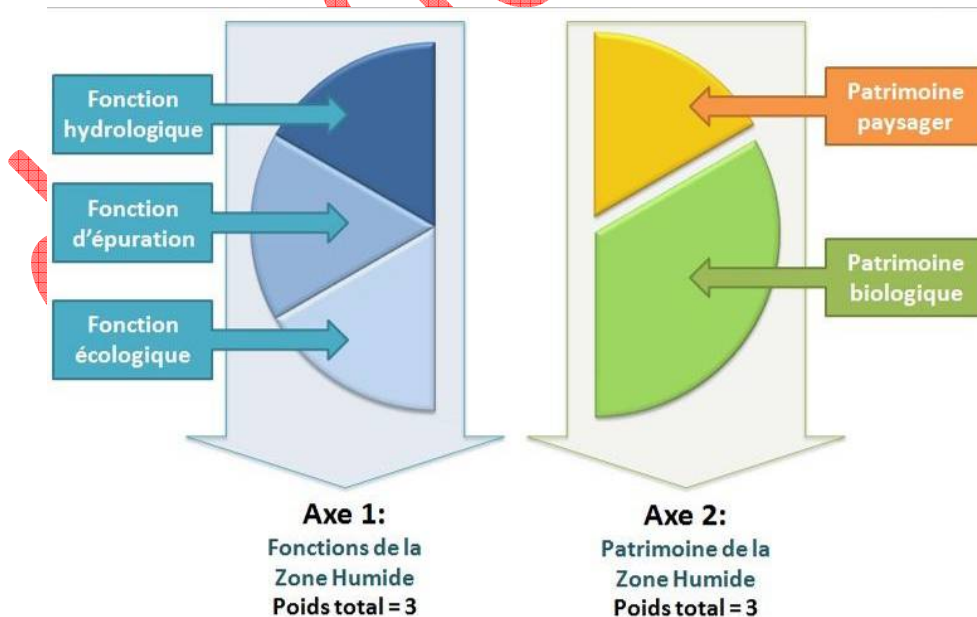 Fonction
hydrologique
Fonction
d'épuration
Fonction
écologique
Patrimoine
paysager
Patrimoine
biologique
Axe 1:
Fonctions de la
Zone Humide
Poids total = 3
Axe 2:
Patrimoine de la
Zone Humide
Poids total = 3